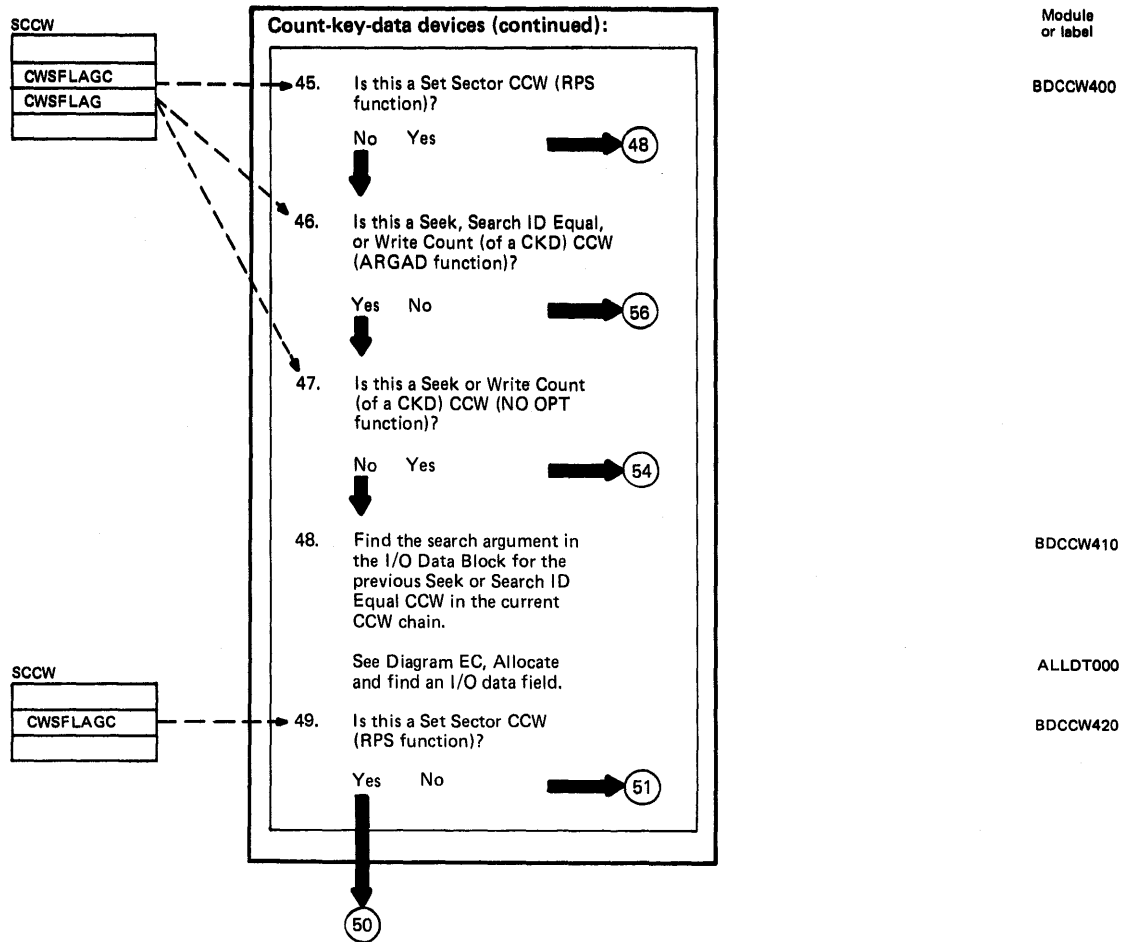 Count-key-data devices (continued):
Module
or label
SCCW
CWSFLAGC
CWSFLAG
45. Is this a Set Sector CCW (RPS
function)?
BDCCW400
No Yes
48
46. Is this a Seek, Search ID Equal,
or Write Count (of a CKD) CCW
(ARGAD function)?
Yes No
56
47. Is this a Seek or Write Count
(of a CKD) CCW (NO OPT
function)?
No Yes
54
48. Find the search argument in
the I/O Data Block for the
previous Seek or Search ID
Equal CCW in the current
CCW chain.
BDCCW410
See Diagram EC, Allocate
and find an I/O data field.
ALLDT000
SCCW
CWSFLAGC
49. Is this a Set Sector CCW
(RPS function)?
BDCCW420
Yes No
51
50